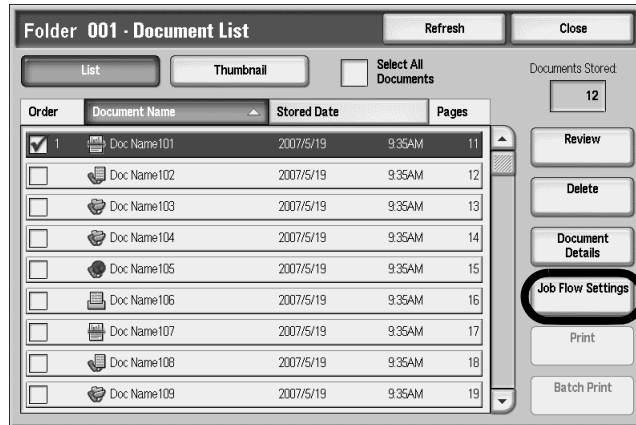 Folder 001 - Document List
Refresh
Close
List
Thumbnail
Select All
Documents
Documents Stored:
12
Order Document Name Stored Date Pages
1 Doc Name101 2007/5/19 9:35AM 11
Doc Name102 2007/5/19 9:35AM 12
Doc Name103 2007/5/19 9:35AM 13
Doc Name104 2007/5/19 9:35AM 14
Doc Name105 2007/5/19 9:35AM 15
Doc Name106 2007/5/19 9:35AM 16
Doc Name107 2007/5/19 9:35AM 17
Doc Name108 2007/5/19 9:35AM 18
Doc Name109 2007/5/19 9:35AM 19
Review
Delete
Document
Details
Job Flow Settings
Print
Batch Print